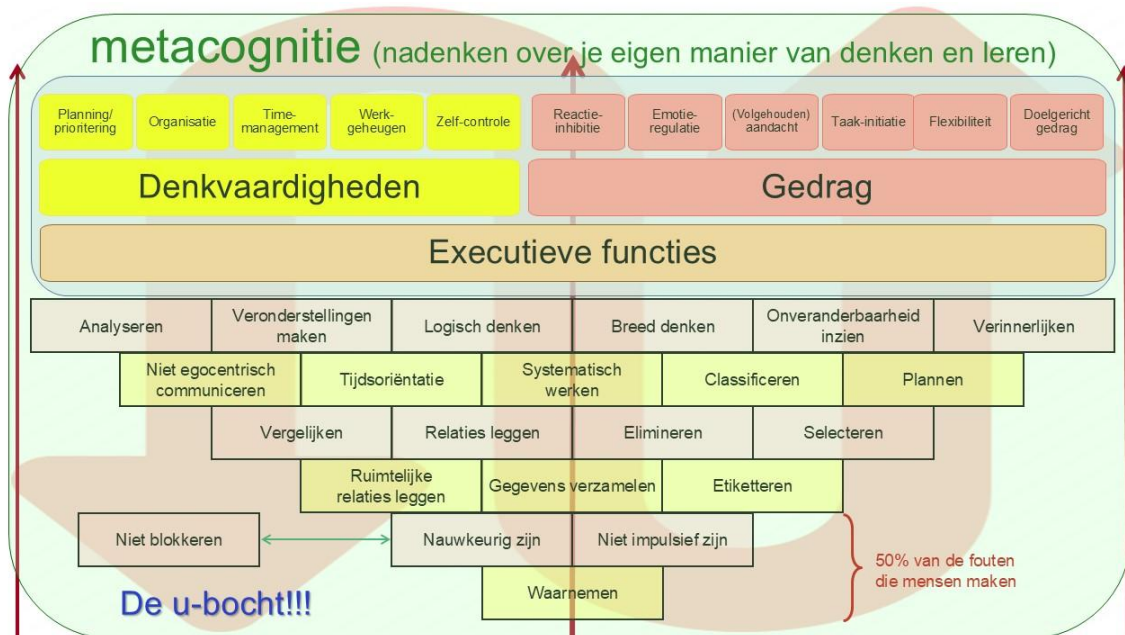 metacognitie (nadenken over je eigen manier van denken en leren)
Planning/
prioritering
Organisatie
Time-
management
Werk-
geheugen
Zelf-controle
Reactie-
inhibitie
Emotie-
regulatie
(Volgehouden)
aandacht
Taak-initiatie
Flexibiliteit
Doelgericht
gedrag
Denkvaardigheden
Gedrag
Executieve functies
Analyseren
Veronderstellingen
maken
Logisch denken
Breed denken
Onveranderbaarheid
inzien
Verinnerlijken
Niet egocentrisch
communiceren
Tijdsoriëntatie
Systematisch
werken
Classificeren
Plannen
Vergelijken
Relaties leggen
Elimineren
Selecteren
Ruimtelijke
relaties leggen
Gegevens verzamelen
Etiketteren
Niet blokkeren
Nauwkeurig zijn
Niet impulsief zijn
50% van de fouten
die mensen maken
Waarnemen
De u-bocht!!!